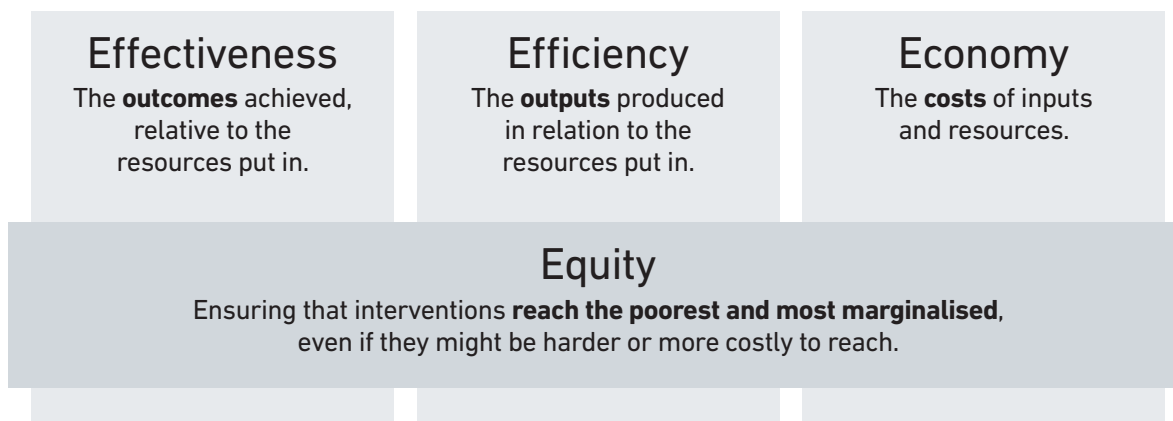 Effectiveness
The outcomes achieved,
relative to the
resources put in.
Efficiency
The outputs produced
in relation to the
resources put in.
Economy
The costs of inputs
and resources.
Equity
Ensuring that interventions reach the poorest and most marginalised,
even if they might be harder or more costly to reach.